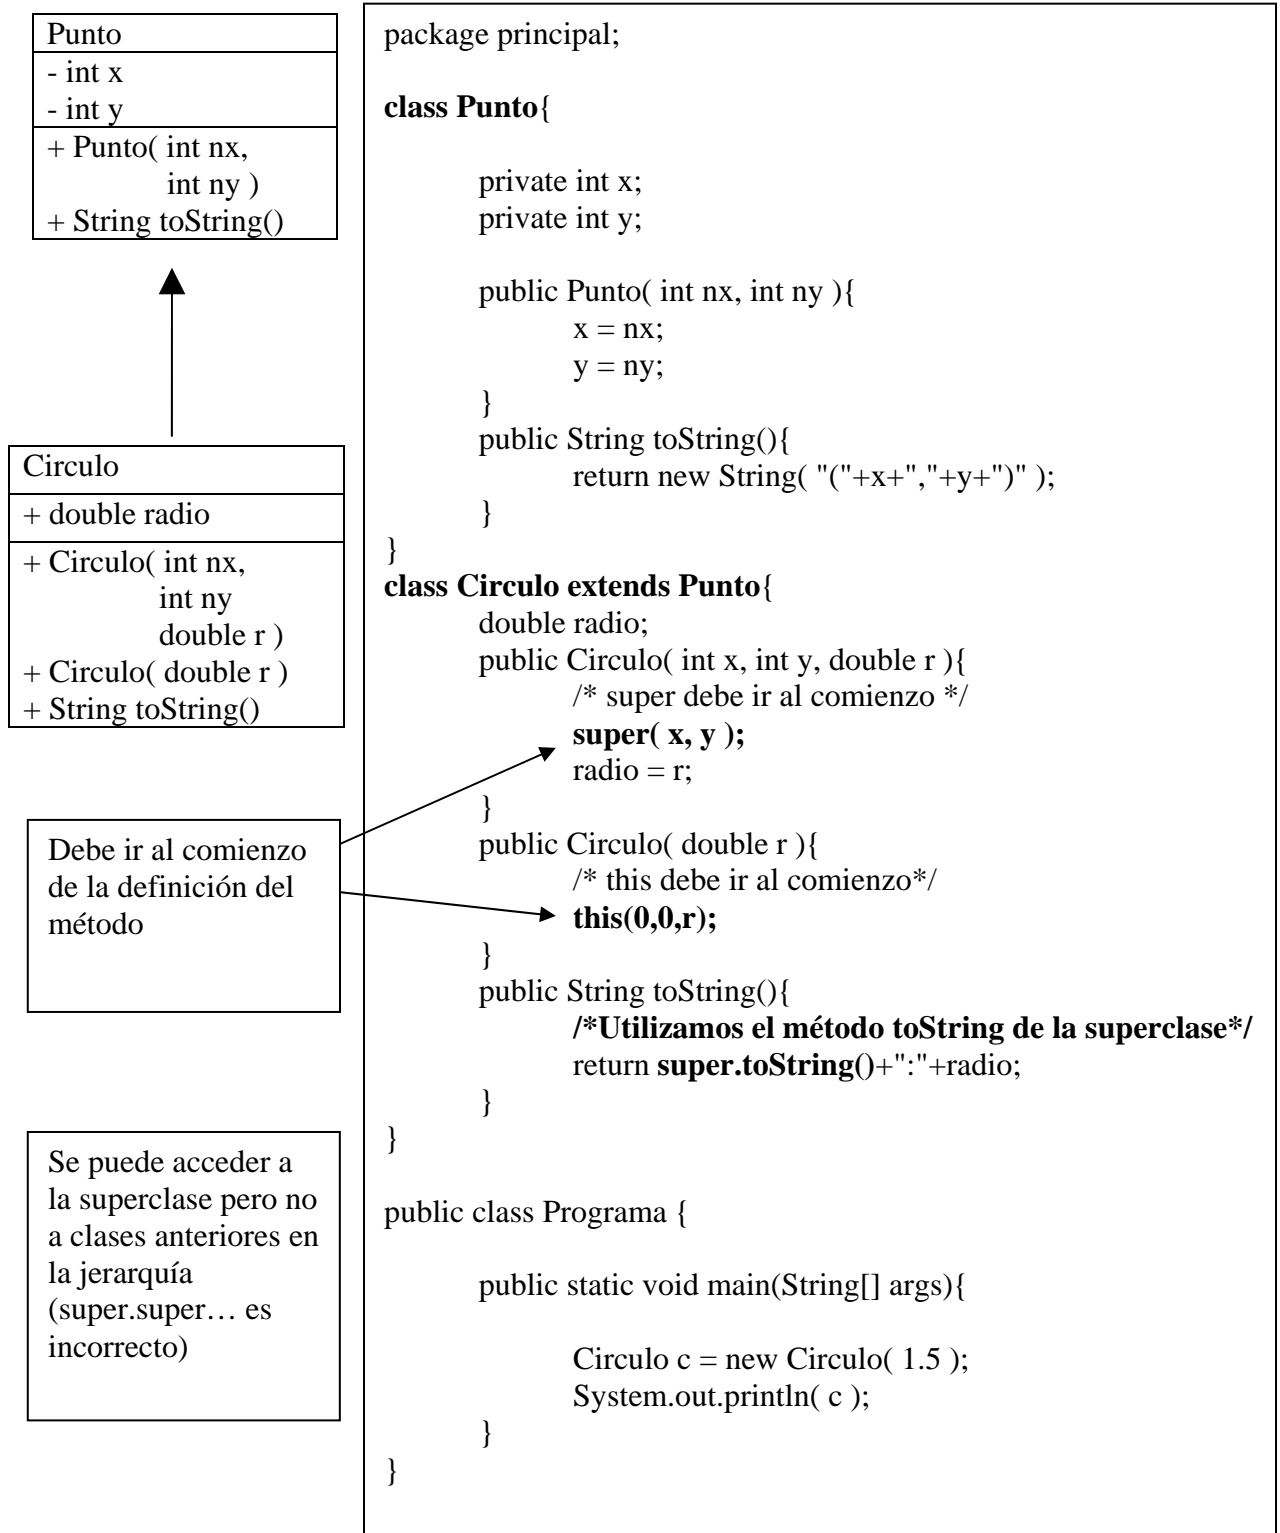 Punto
- int x
- int y
+ Punto( int nx,
int ny )
+ String toString()
Circulo
+ double radio
+ Circulo( int nx,
int ny
double r )
+ Circulo( double r )
+ String toString()
Debe ir al comienzo
de la definición del
método
Se puede acceder a
la superclase pero no
a clases anteriores en
la jerarquía
(super.super… es
incorrecto)
package principal;
class Punto{
private int x;
private int y;
public Punto( int nx, int ny ){
x = nx;
y = ny;
}
public String toString(){
return new String( "("+x+","+y+")" );
}
}
class Circulo extends Punto{
double radio;
public Circulo( int x, int y, double r ){
/* super debe ir al comienzo */
super( x, y );
radio = r;
}
public Circulo( double r ){
/* this debe ir al comienzo*/
this(0,0,r);
}
public String toString(){
/*Utilizamos el método toString de la superclase*/
return super.toString()+":"+radio;
}
}
public class Programa {
public static void main(String[] args){
Circulo c = new Circulo( 1.5 );
System.out.println( c );
}
}